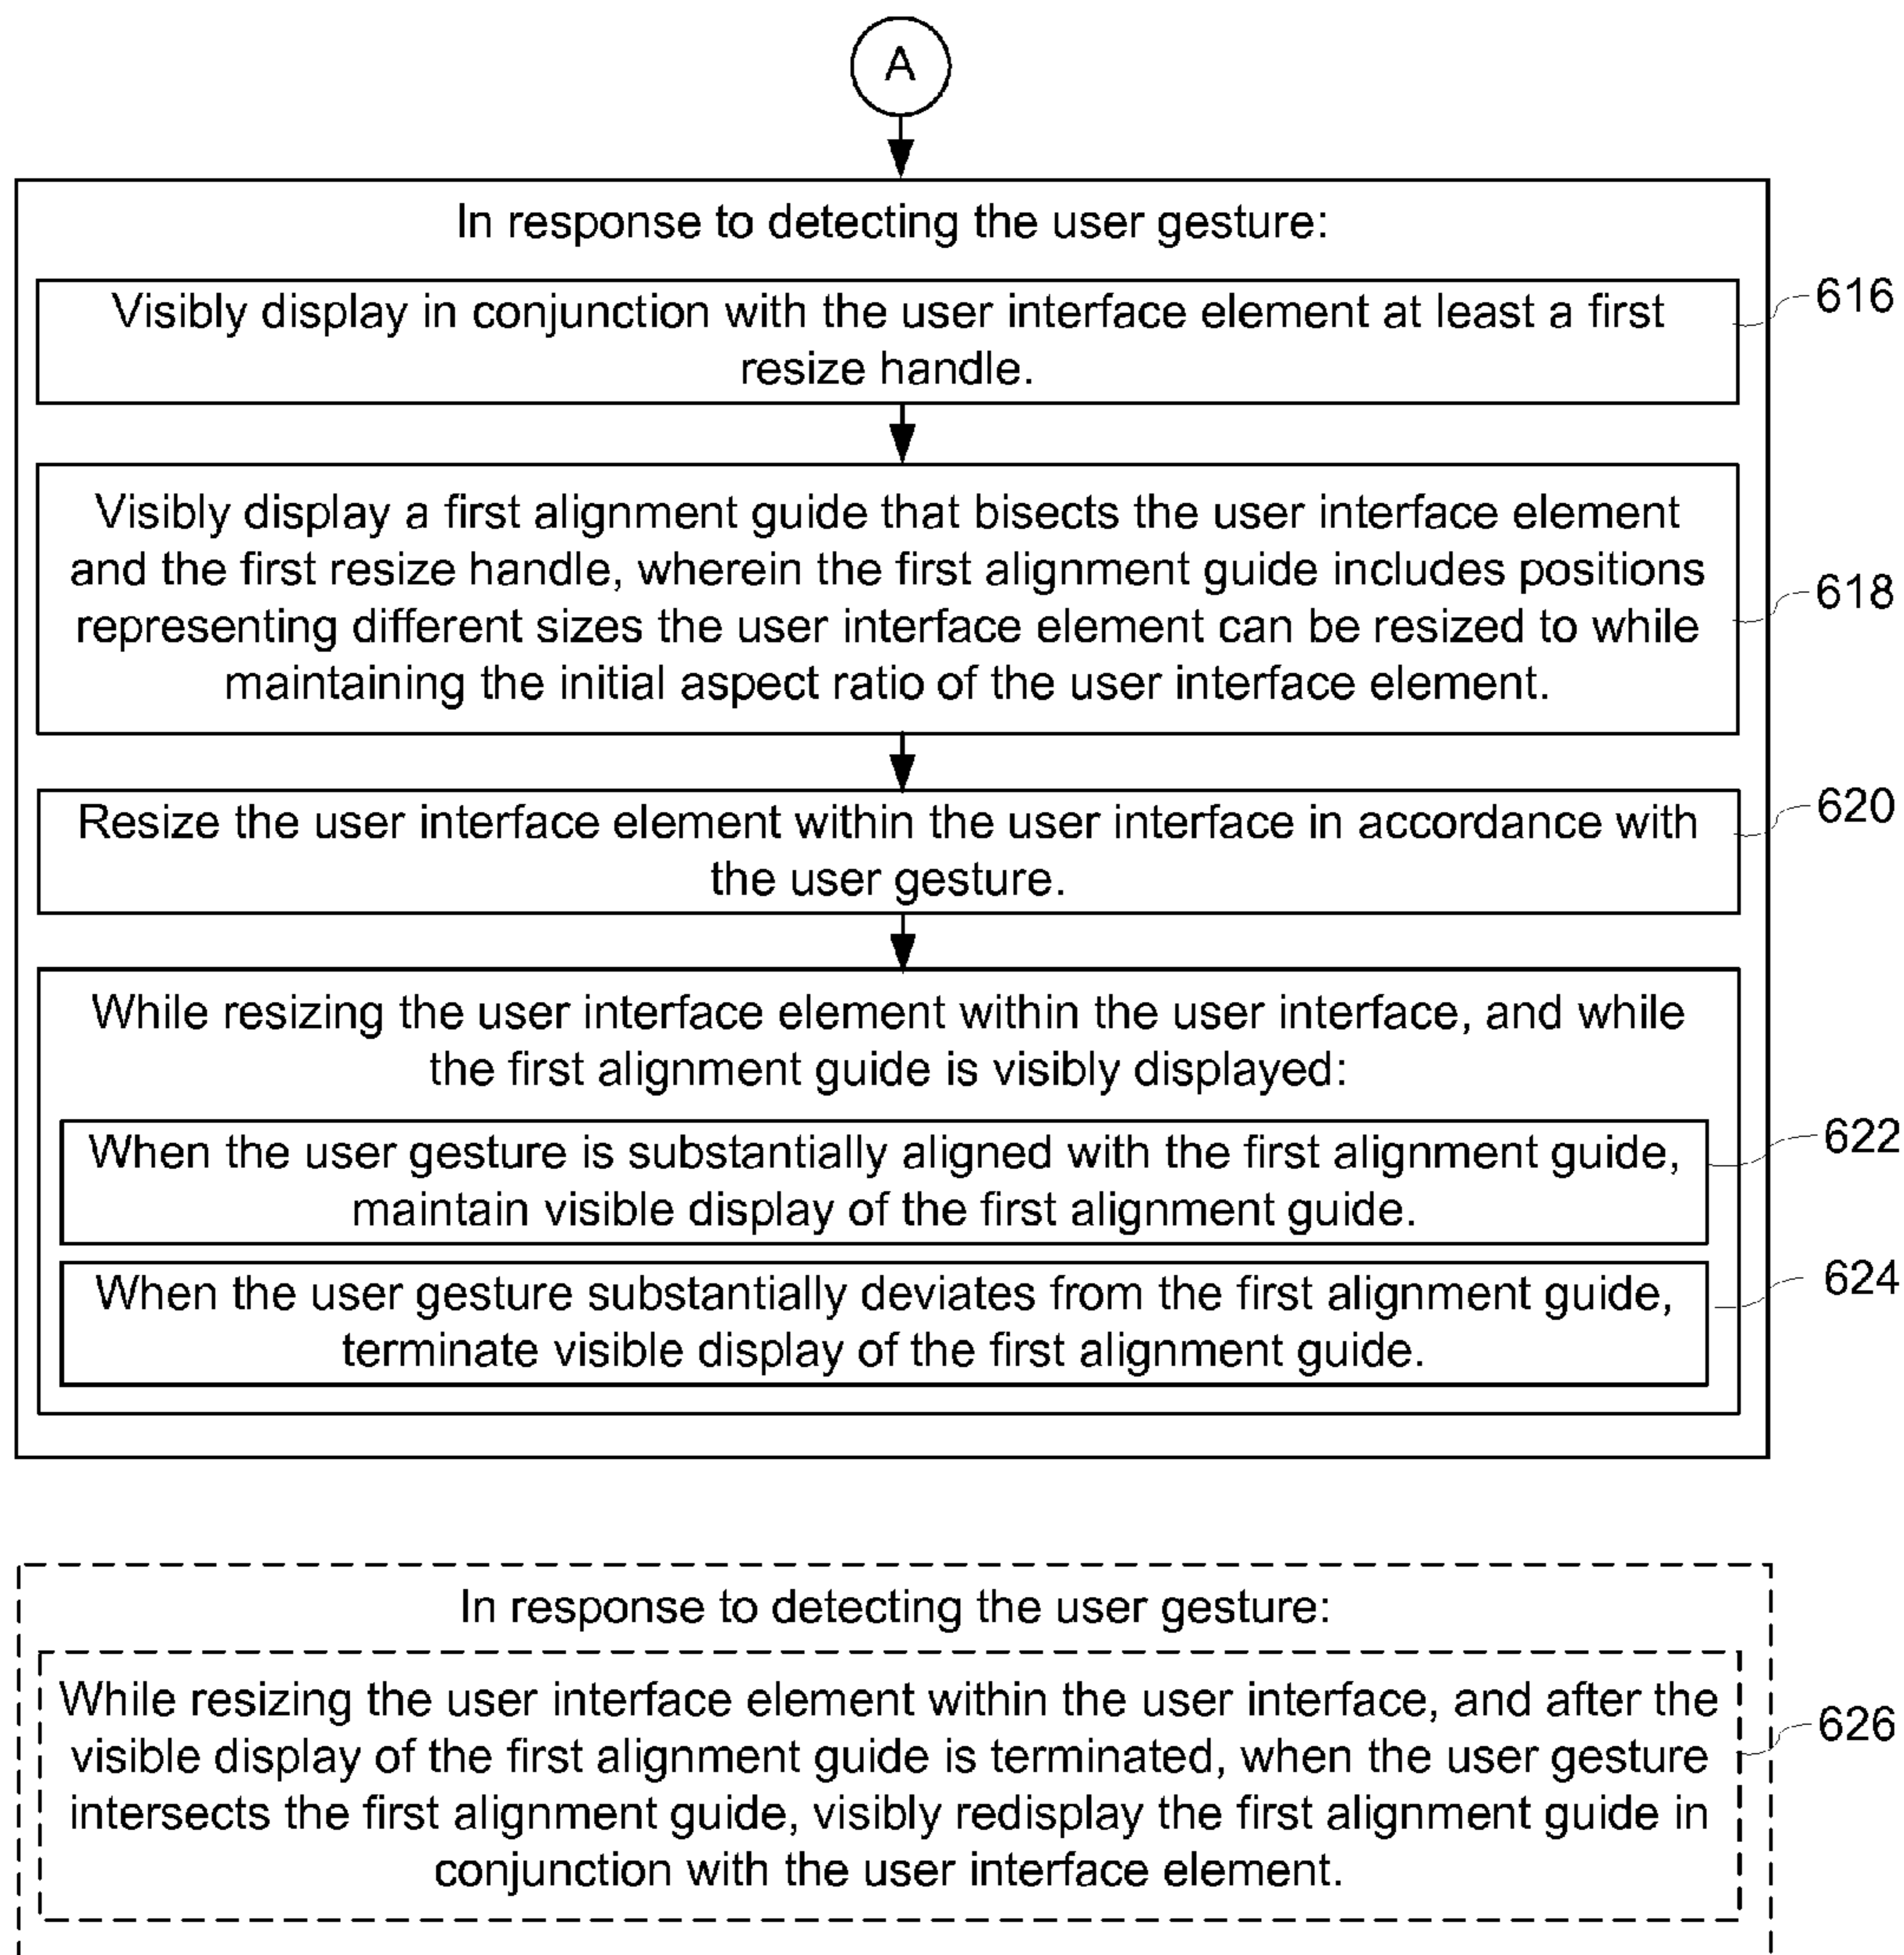 A
In response to detecting the user gesture:
Visibly display in conjunction with the user interface element at least a first
resize handle.
616
Visibly display a first alignment guide that bisects the user interface element
and the first resize handle, wherein the first alignment guide includes positions
representing different sizes the user interface element can be resized to while
maintaining the initial aspect ratio of the user interface element.
618
Resize the user interface element within the user interface in accordance with
the user gesture.
620
While resizing the user interface element within the user interface, and while
the first alignment guide is visibly displayed:
When the user gesture is substantially aligned with the first alignment guide,
maintain visible display of the first alignment guide.
622
When the user gesture substantially deviates from the first alignment guide,
terminate visible display of the first alignment guide.
624
In response to detecting the user gesture:
While resizing the user interface element within the user interface, and after the
visible display of the first alignment guide is terminated, when the user gesture
intersects the first alignment guide, visibly redisplay the first alignment guide in
conjunction with the user interface element.
626